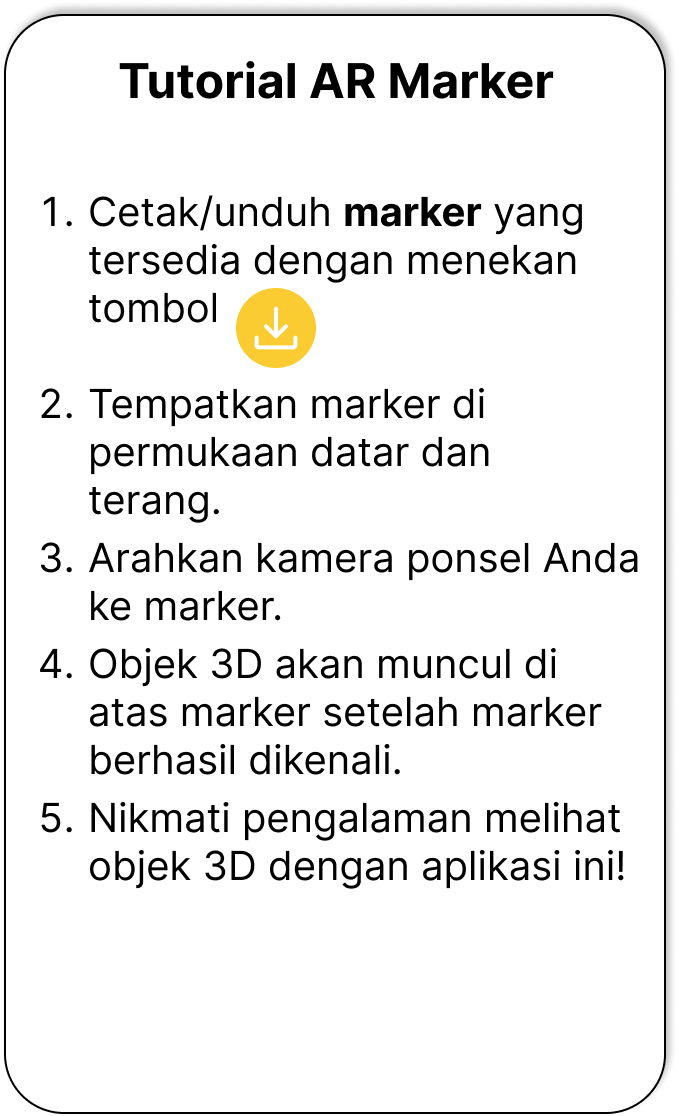 Tutorial AR Marker
1. Cetak/unduh marker yang
tersedia dengan menekan
tombol
2. Tempatkan marker di
permukaan datar dan
terang.
3. Arahkan kamera ponsel Anda
ke marker.
4. Objek 3D akan muncul di
atas marker setelah marker
berhasil dikenali.
5. Nikmati pengalaman melihat
objek 3D dengan aplikasi ini!